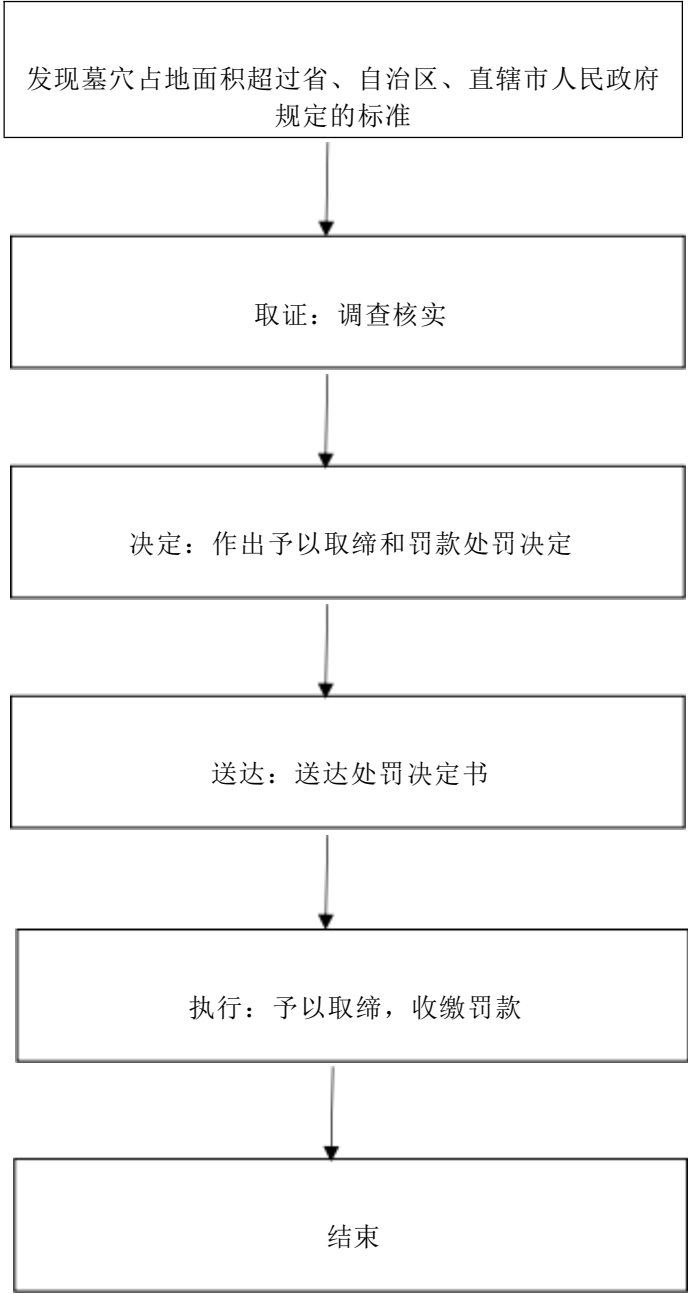 发现墓穴占地面积超过省、自治区、直辖市人民政府
规定的标准
取证：调查核实
决定：作出予以取缔和罚款处罚决定
送达：送达处罚决定书
执行：予以取缔，收缴罚款
结束